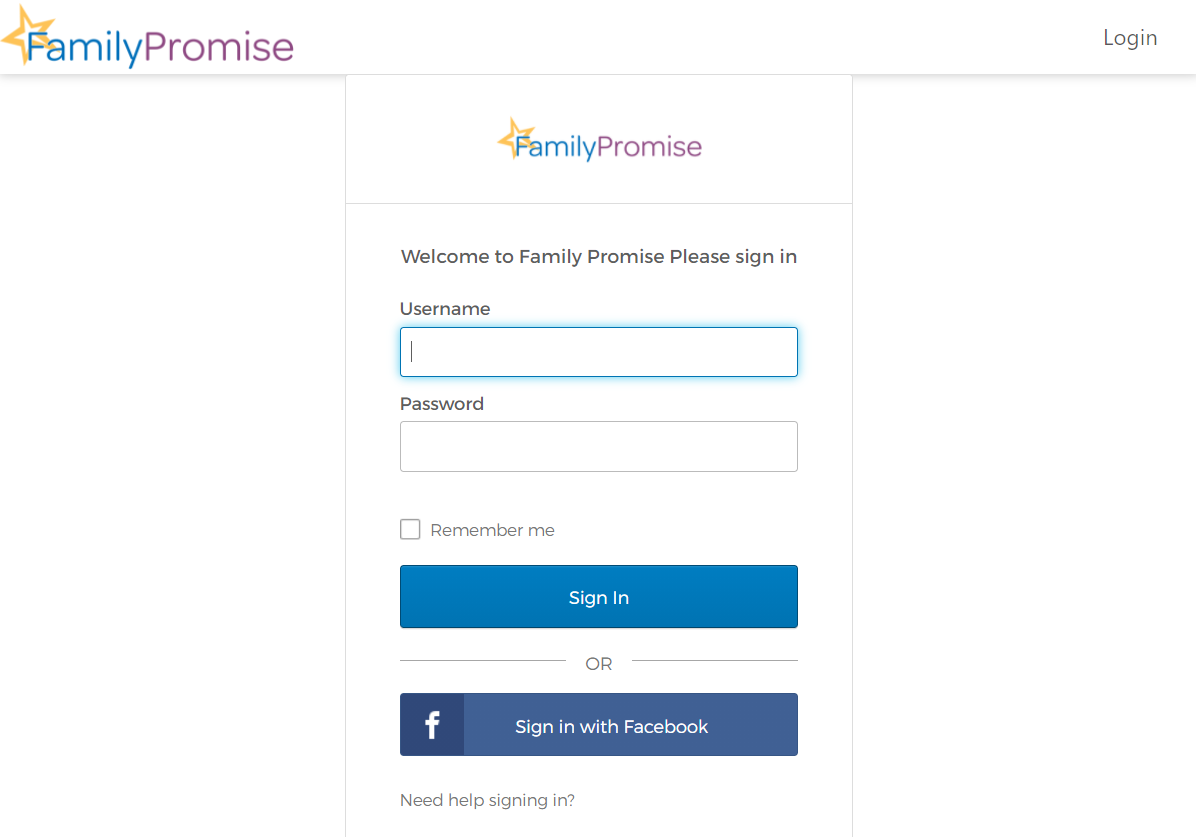 FamilyPromise
Login
FamilyPromise
Welcome to Family Promise Please sign in
Username
Password
Remember me
Sign In
OR
f
Sign in with Facebook
Need help signing in?